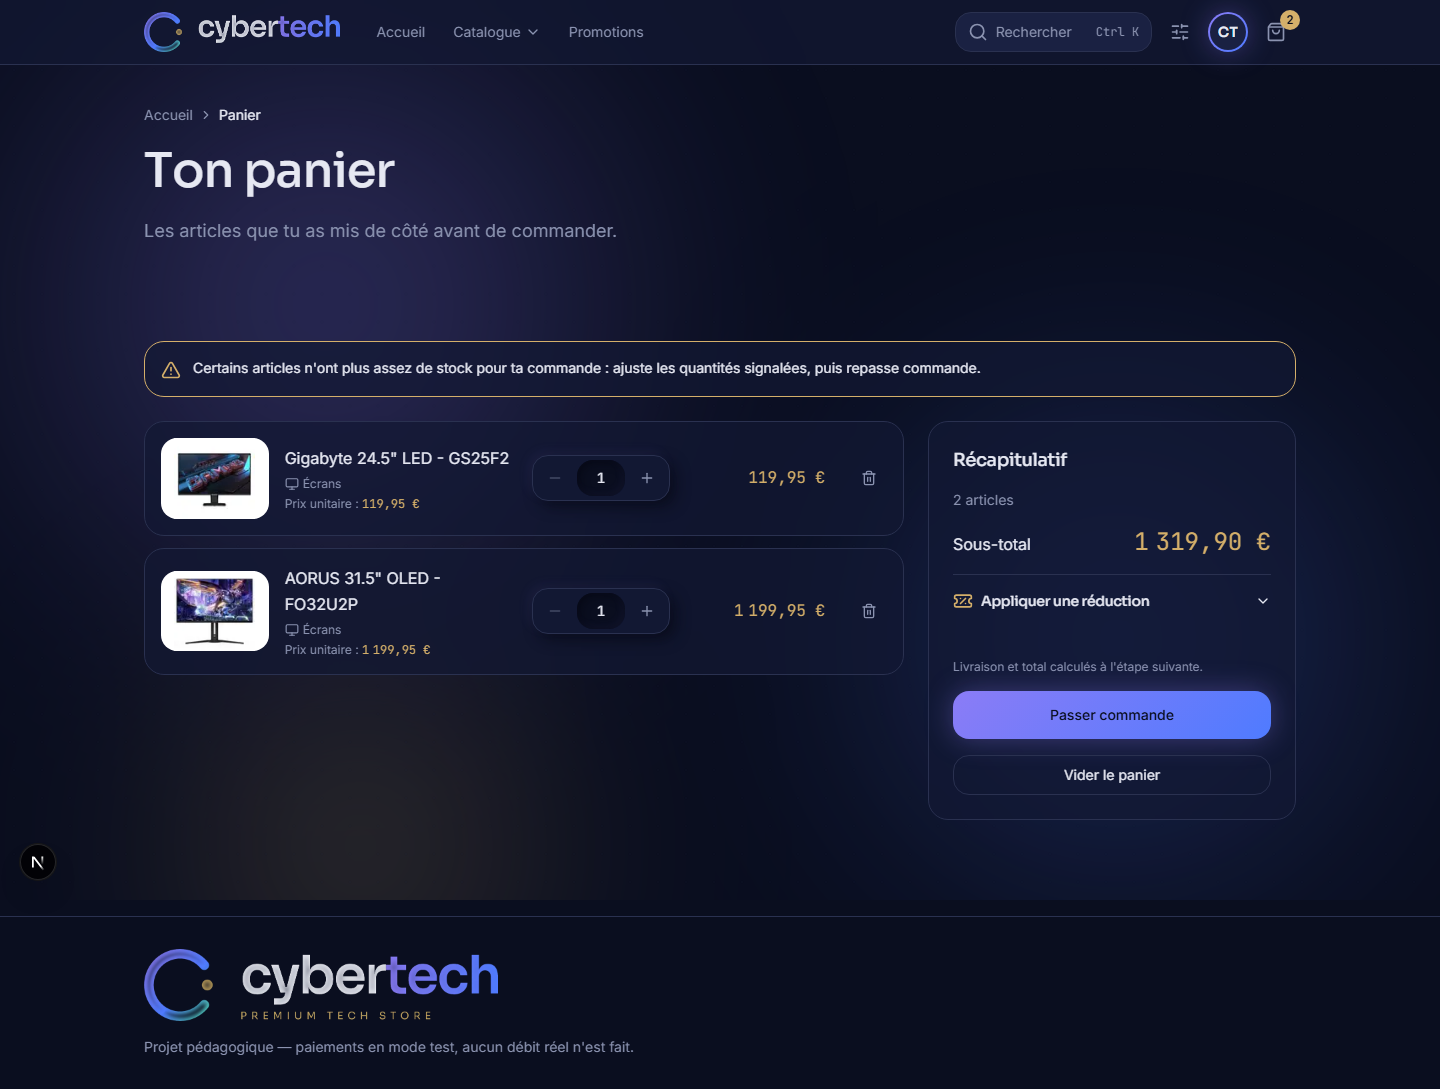 cybertech
Accueil
Catalogue
Promotions
Rechercher
Ctrl K
CT
2
Accueil > Panier
Ton panier
Les articles que tu as mis de côté avant de commander.
Certains articles n'ont plus assez de stock pour ta commande : ajuste les quantités signalées, puis repasse commande.
Gigabyte 24.5" LED - GS25F2
Écrans
Prix unitaire : 119,95 €
− 1 +
119,95 €
AORUS 31.5" OLED -
FO32U2P
Écrans
Prix unitaire : 1 199,95 €
− 1 +
1 199,95 €
Récapitulatif
2 articles
Sous-total
1 319,90 €
Appliquer une réduction
Livraison et total calculés à l'étape suivante.
Passer commande
Vider le panier
N
cybertech
PREMIUM TECH STORE
Projet pédagogique — paiements en mode test, aucun débit réel n'est fait.